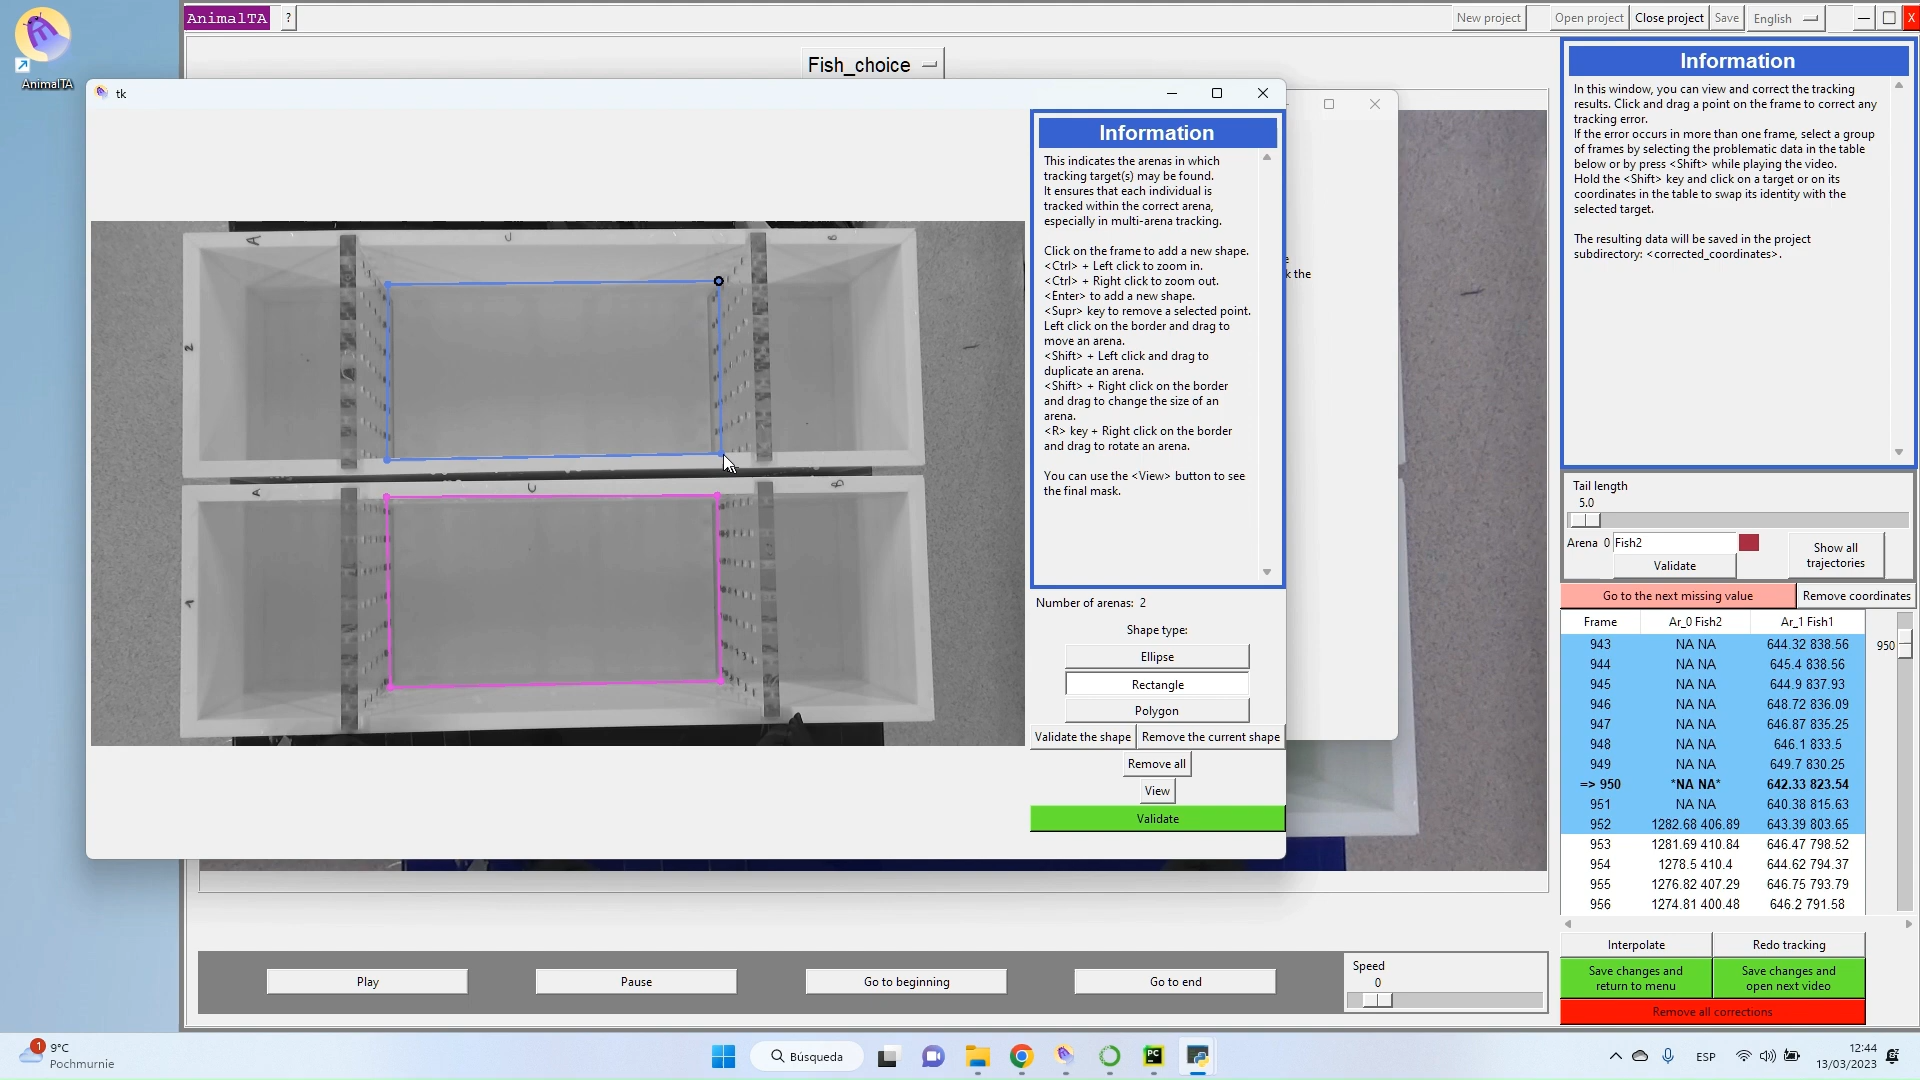 AnimalTA
?
New project
Open project
Close project
Save
English
X
AnimalTA
Fish_choice
tk
Information
This indicates the arenas in which
tracking target(s) may be found.
It ensures that each individual is
tracked within the correct arena,
especially in multi-arena tracking.
Click on the frame to add a new shape.
<Ctrl> + Left click to zoom in.
<Ctrl> + Right click to zoom out.
<Enter> to add a new shape.
<Supr> key to remove a selected point.
Left click on the border and drag to
move an arena.
<Shift> + Left click and drag to
duplicate an arena.
<Shift> + Right click on the border
and drag to change the size of an
arena.
<R> key + Right click on the border
and drag to rotate an arena.
You can use the <View> button to see
the final mask.
Number of arenas: 2
Shape type:
Ellipse
Rectangle
Polygon
Validate the shape
Remove the current shape
Remove all
View
Validate
A
C
B
2
A
C
B
1
e
k the
Information
In this window, you can view and correct the tracking
results. Click and drag a point on the frame to correct any
tracking error.
If the error occurs in more than one frame, select a group
of frames by selecting the problematic data in the table
below or by press <Shift> while playing the video.
Hold the <Shift> key and click on a target or on its
coordinates in the table to swap its identity with the
selected target.
The resulting data will be saved in the project
subdirectory: <corrected_coordinates>.
Tail length
5.0
Arena 0 Fish2
Validate
Show all
trajectories
Go to the next missing value
Remove coordinates
Frame Ar_0 Fish2 Ar_1 Fish1
943 NA NA 644.32 838.56
950
944 NA NA 645.4 838.56
945 NA NA 644.9 837.93
946 NA NA 648.72 836.09
947 NA NA 646.87 835.25
948 NA NA 646.1 833.5
949 NA NA 649.7 830.25
=> 950 *NA NA* 642.33 823.54
951 NA NA 640.38 815.63
952 1282.68 406.89 643.39 803.65
953 1281.69 410.84 646.47 798.52
954 1278.5 410.4 644.62 794.37
955 1276.82 407.29 646.75 793.79
956 1274.81 400.48 646.2 791.58
Interpolate
Redo tracking
Save changes and
return to menu
Save changes and
open next video
Remove all corrections
Play
Pause
Go to beginning
Go to end
Speed
0
1
9°C
Pochmurnie
Búsqueda
PC
ESP
12:44
13/03/2023